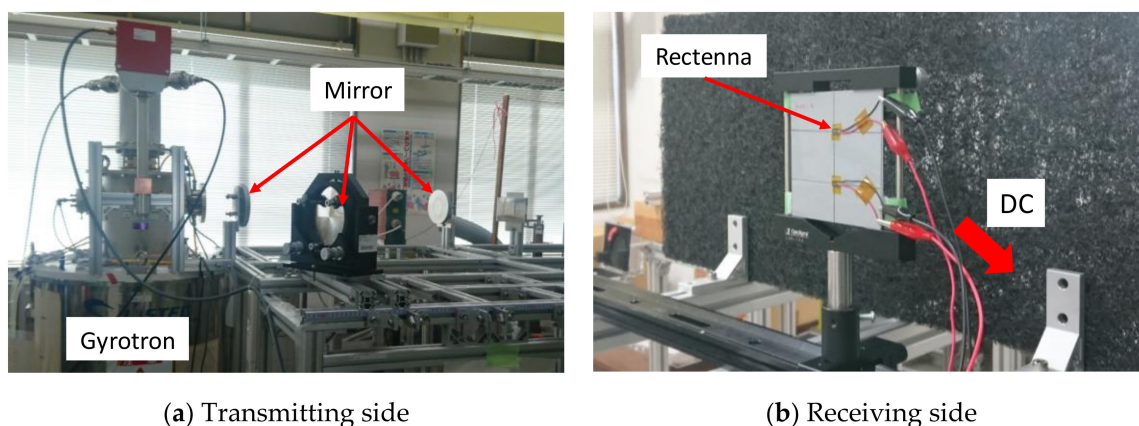 Mirror
Gyrotron
Rectenna
DC
(a) Transmitting side
(b) Receiving side